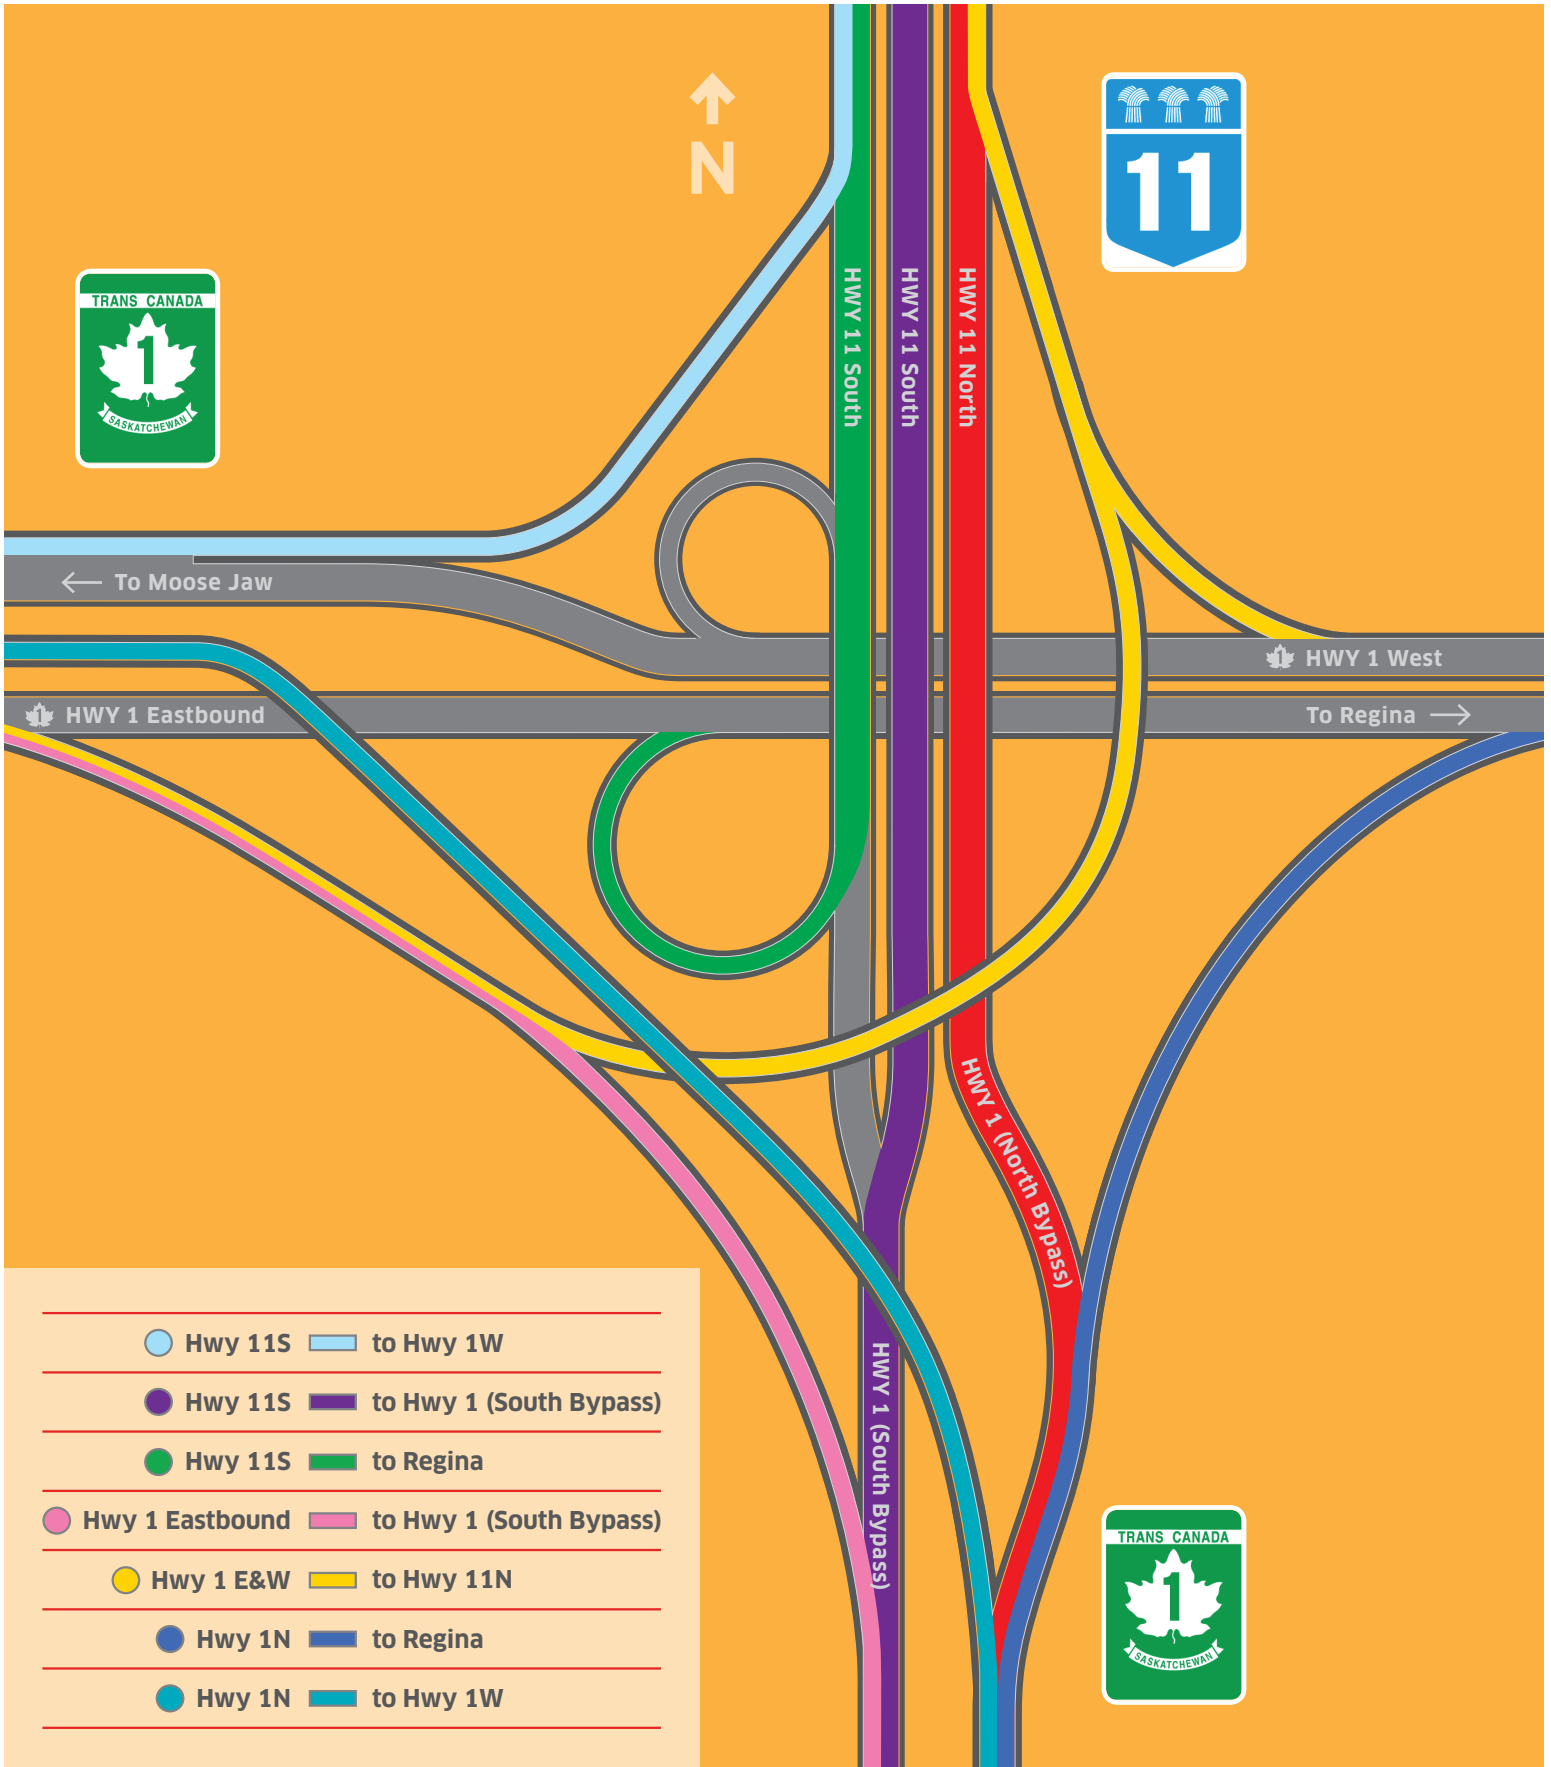 N
11
TRANS CANADA
1
SASKATCHEWAN
HWY 11 South
HWY 11 South
HWY 11 North
← To Moose Jaw
1 HWY 1 West
1 HWY 1 Eastbound
To Regina →
HWY 1 (North Bypass)
HWY 1 (South Bypass)
Hwy 11S to Hwy 1W
Hwy 11S to Hwy 1 (South Bypass)
Hwy 11S to Regina
Hwy 1 Eastbound to Hwy 1 (South Bypass)
Hwy 1 E&W to Hwy 11N
Hwy 1N to Regina
Hwy 1N to Hwy 1W
TRANS CANADA
1
SASKATCHEWAN